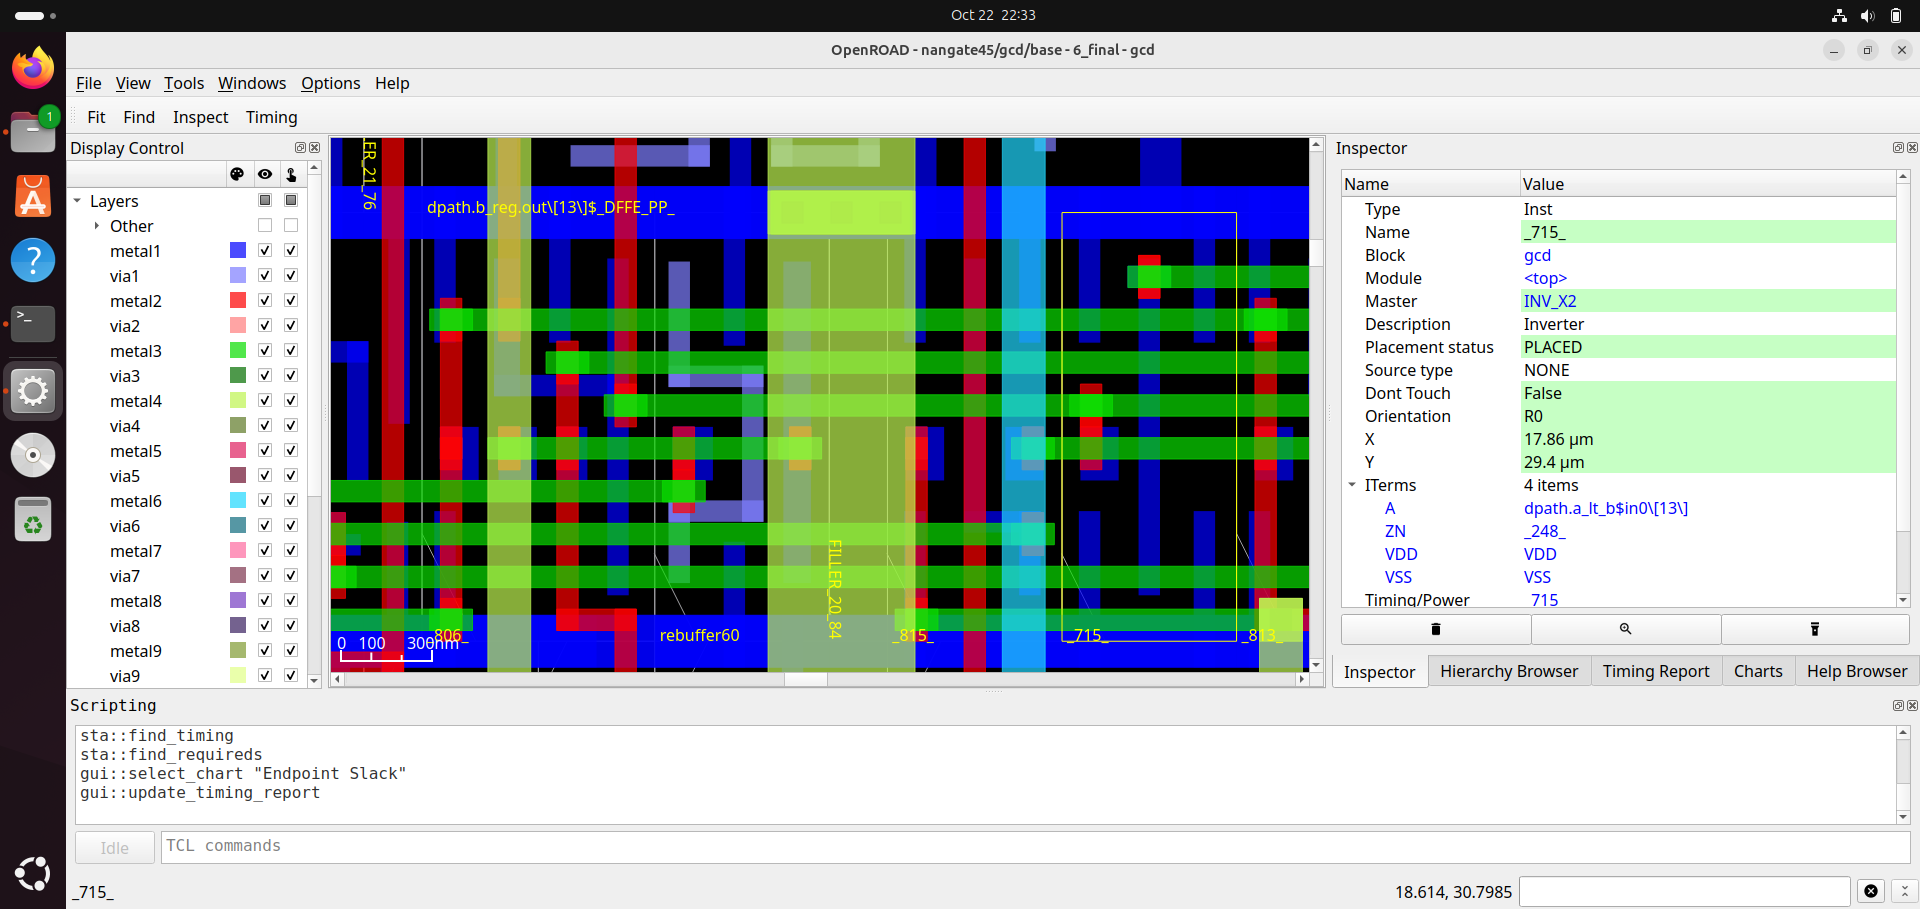 Oct 22 22:33
OpenROAD - nangate45/gcd/base - 6_final - gcd
File View Tools Windows Options Help
Fit Find Inspect Timing
1
Display Control
Layers
Other
metal1
via1
metal2
via2
metal3
via3
metal4
via4
metal5
via5
metal6
via6
metal7
via7
metal8
via8
metal9
via9
ER_21_76
dpath.b_reg.out\[13\]$_DFFE_PP_
FILLER_20_84
806_
rebuffer60
_815_
_715_
_813_
0 100 300nm
Inspector
Name Value
Type Inst
Name _715_
Block gcd
Module <top>
Master INV_X2
Description Inverter
Placement status PLACED
Source type NONE
Dont Touch False
Orientation R0
X 17.86 μm
Y 29.4 μm
ITerms 4 items
A dpath.a_lt_b$in0\[13\]
ZN _248_
VDD VDD
VSS VSS
Timing/Power 715
Inspector Hierarchy Browser Timing Report Charts Help Browser
Scripting
sta::find_timing
sta::find_requireds
gui::select_chart "Endpoint Slack"
gui::update_timing_report
Idle TCL commands
_715_ 18.614, 30.7985